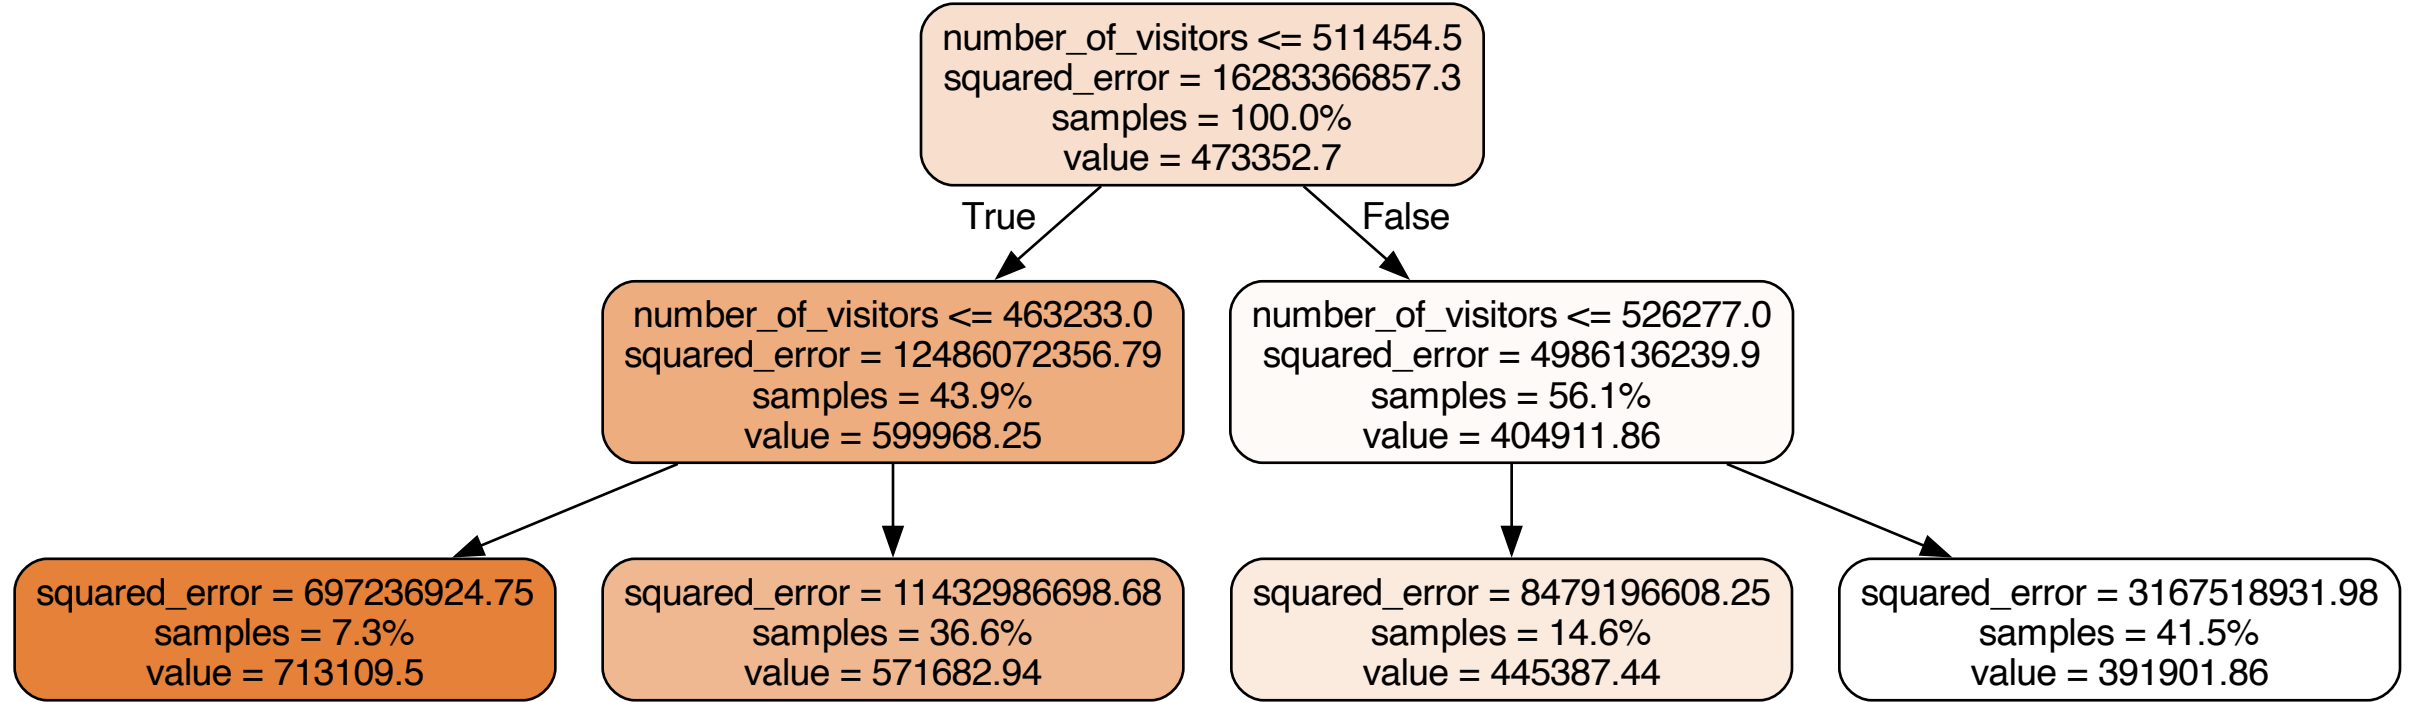 number_of_visitors <= 511454.5
squared_error = 16283366857.3
samples = 100.0%
value = 473352.7
True
False
number_of_visitors <= 463233.0
squared_error = 12486072356.79
samples = 43.9%
value = 599968.25
number_of_visitors <= 526277.0
squared_error = 4986136239.9
samples = 56.1%
value = 404911.86
squared_error = 697236924.75
samples = 7.3%
value = 713109.5
squared_error = 11432986698.68
samples = 36.6%
value = 571682.94
squared_error = 8479196608.25
samples = 14.6%
value = 445387.44
squared_error = 3167518931.98
samples = 41.5%
value = 391901.86